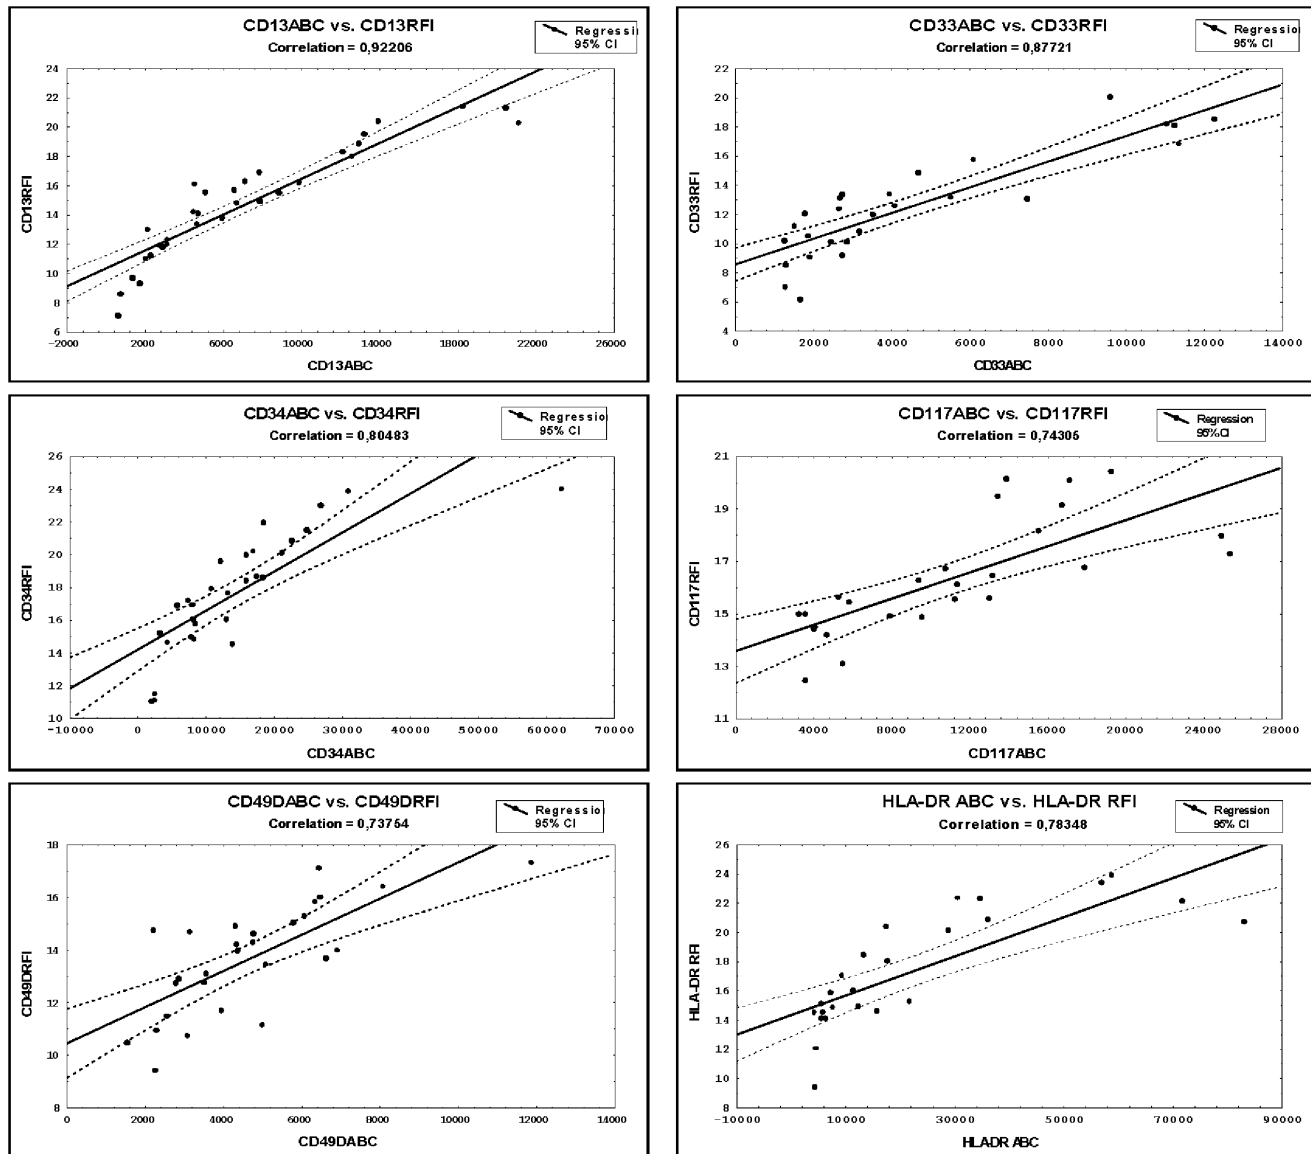 CD13ABC vs. CD13RFI
Correlation = 0,92206
Regressi
95% CI
24
22
20
18
16
14
12
10
8
6
CD13RFI
-2000 2000 6000 10000 14000 18000 22000 26000
CD13ABC
CD33ABC vs. CD33RFI
Correlation = 0,87721
Regressi
95% CI
22
20
18
16
14
12
10
8
6
4
CD33RFI
0 2000 4000 6000 8000 10000 12000 14000
CD33ABC
CD34ABC vs. CD34RFI
Correlation = 0,80483
Regressio
95% CI
26
24
22
20
18
16
14
12
10
CD34RFI
-10000 0 10000 20000 30000 40000 50000 60000 70000
CD34ABC
CD117ABC vs. CD117RFI
Correlation = 0,74305
Regression
95%CI
21
19
17
15
13
11
CD117RFI
0 4000 8000 12000 16000 20000 24000 28000
CD117ABC
CD49DABC vs. CD49DRFI
Correlation = 0,73754
Regressio
95% CI
18
16
14
12
10
8
CD49DRFI
0 2000 4000 6000 8000 10000 12000 14000
CD49DABC
HLA-DR ABC vs. HLA-DR RFI
Correlation = 0,78348
Regression
95% CI
26
24
22
20
18
16
14
12
10
8
HLA-DR RFI
-10000 10000 30000 50000 70000 90000
HLADR ABC